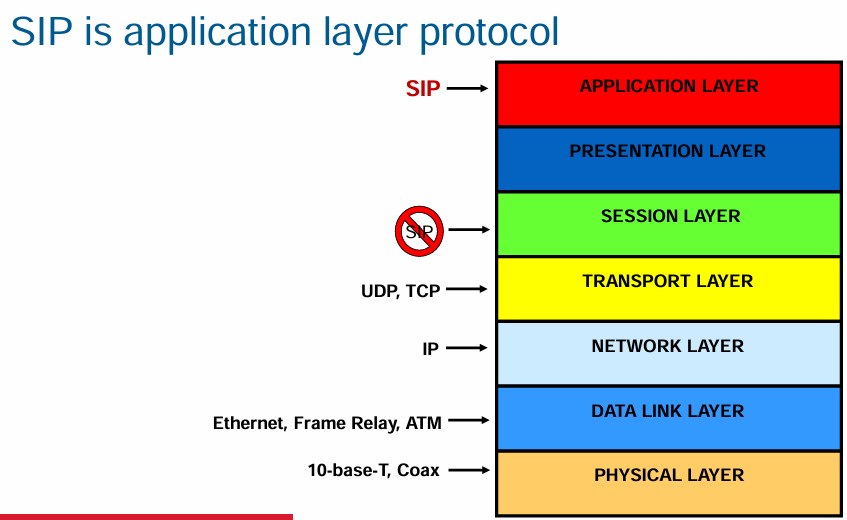 SIP is application layer protocol
SIP
APPLICATION LAYER
PRESENTATION LAYER
SIP
SESSION LAYER
UDP, TCP
TRANSPORT LAYER
IP
NETWORK LAYER
Ethernet, Frame Relay, ATM
DATA LINK LAYER
10-base-T, Coax
PHYSICAL LAYER